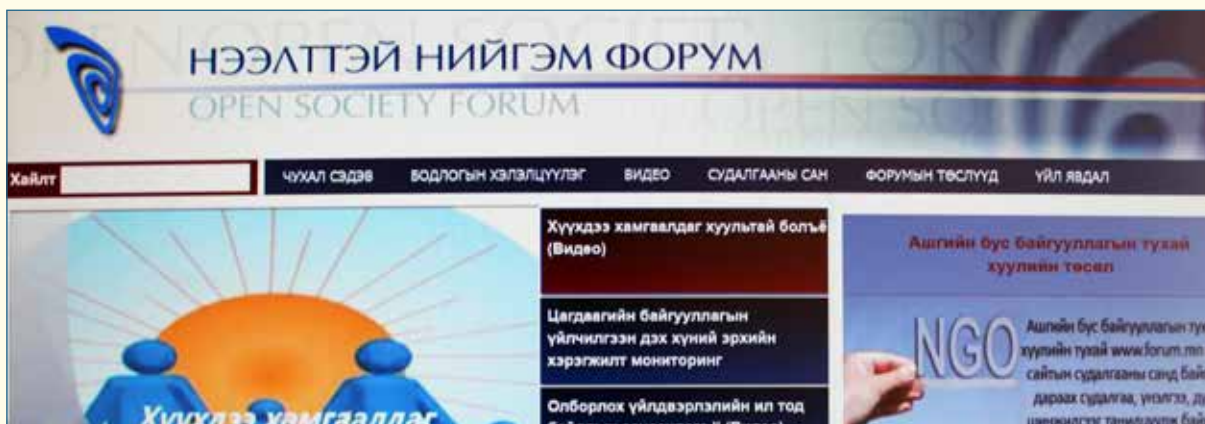 НЭЭЛТТЭЙ НИЙГЭМ ФОРУМ
OPEN SOCIETY FORUM
Хайлт
ЧУХАЛ СЭДЭВ
БОДЛОГЫН ХЭЛЭЛЦҮҮЛЭГ
ВИДЕО
СУДАЛГААНЫ САН
ФОРУМЫН ТӨСЛҮҮД
ҮЙЛ ЯВДАЛ
Хүүхдээ хамгаалдаг
Хүүхдээ хамгаалдаг хуультай болъё
(Видео)
Цагдаагийн байгууллагын
үйлчилгээн дэх хүний эрхийн
хэрэгжилт мониторинг
Олборлох үйлдвэрлэлийн ил тод
Ашгийн бус байгууллагын тухай
хуулийн төсөл
NGO
Ашгийн бус байгууллагын
хуулийн тухай www.forum.mn
сайтын судалгааны санд
дараах судалгаа, үнэлгээ,